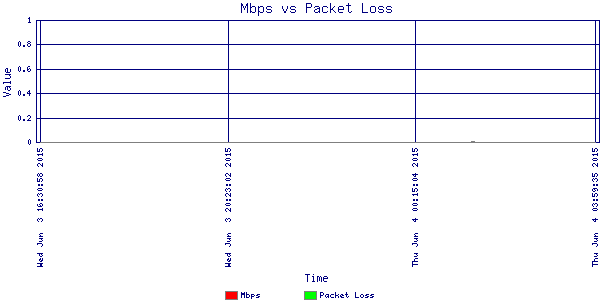 Mbps vs Packet Loss
1
0.8
0.6
0.4
0.2
0
Value
Wed Jun  3 16:30:58 2015
Wed Jun  3 20:23:02 2015
Thu Jun  4 00:15:04 2015
Thu Jun  4 03:59:35 2015
Time
Mbps
Packet Loss